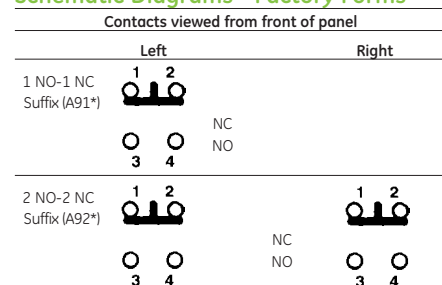 Schematic Diagrams – Factory Forms
Contacts viewed from front of panel
Left Right
1 NO-1 NC
Suffix (A91*)
1 2
NC
NO
3 4
2 NO-2 NC
Suffix (A92*)
1 2 1 2
NC
NO
3 4 3 4